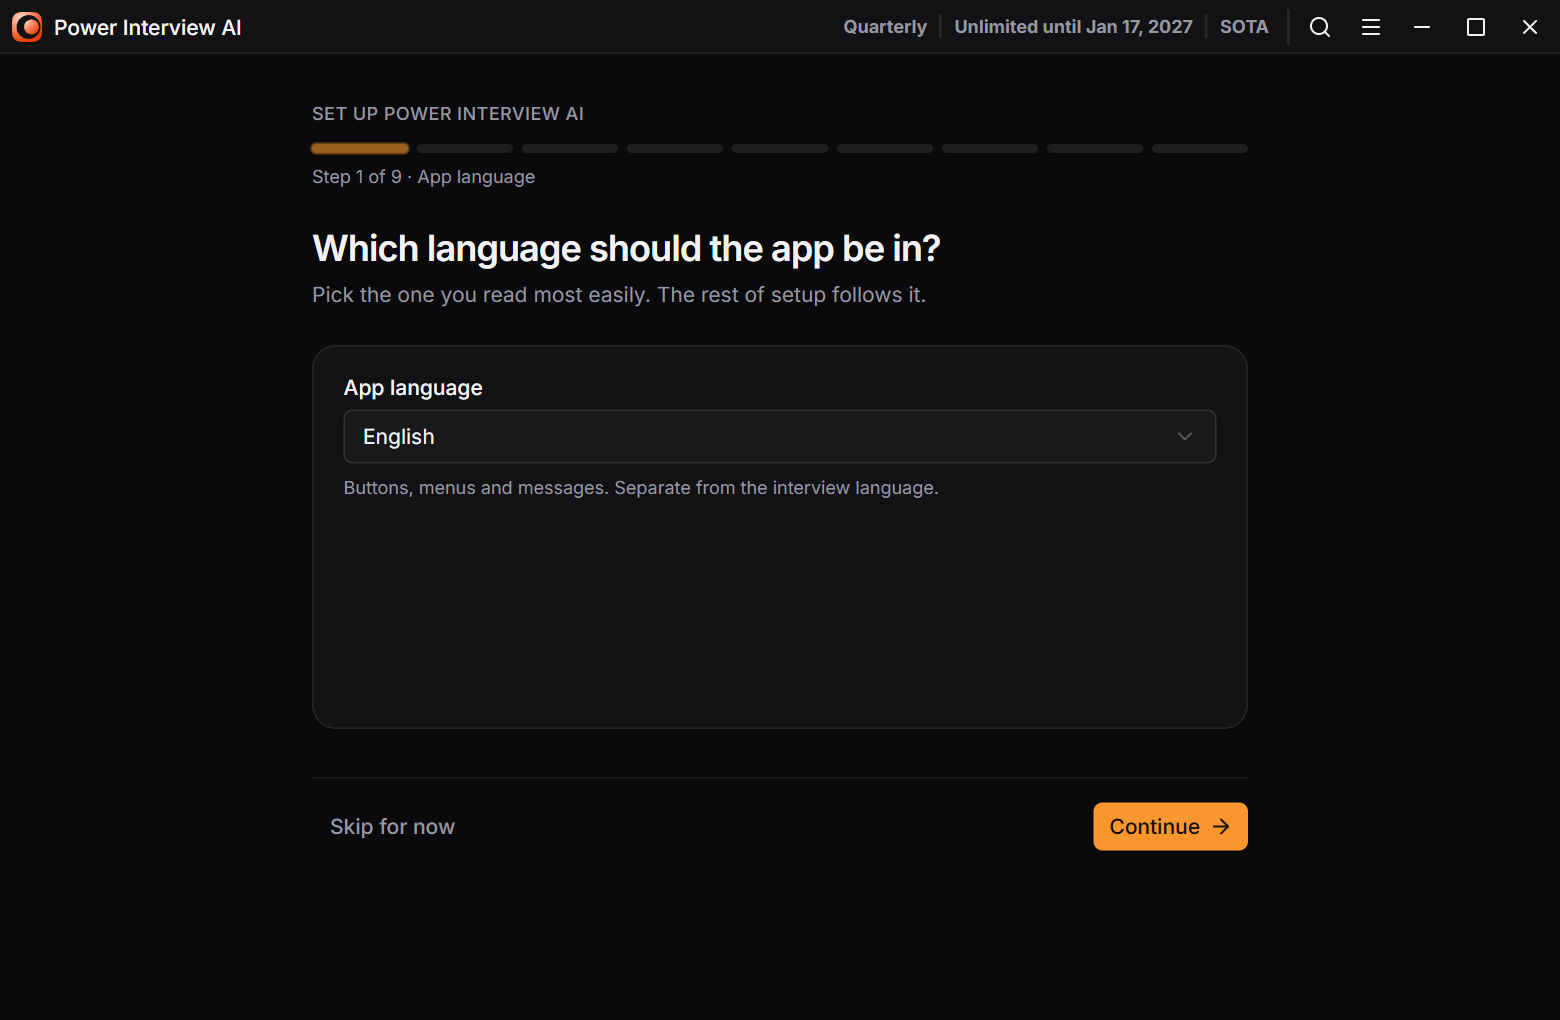 Power Interview AI
Quarterly
Unlimited until Jan 17, 2027
SOTA
SET UP POWER INTERVIEW AI
Step 1 of 9 · App language
Which language should the app be in?
Pick the one you read most easily. The rest of setup follows it.
App language
English
Buttons, menus and messages. Separate from the interview language.
Skip for now
Continue →